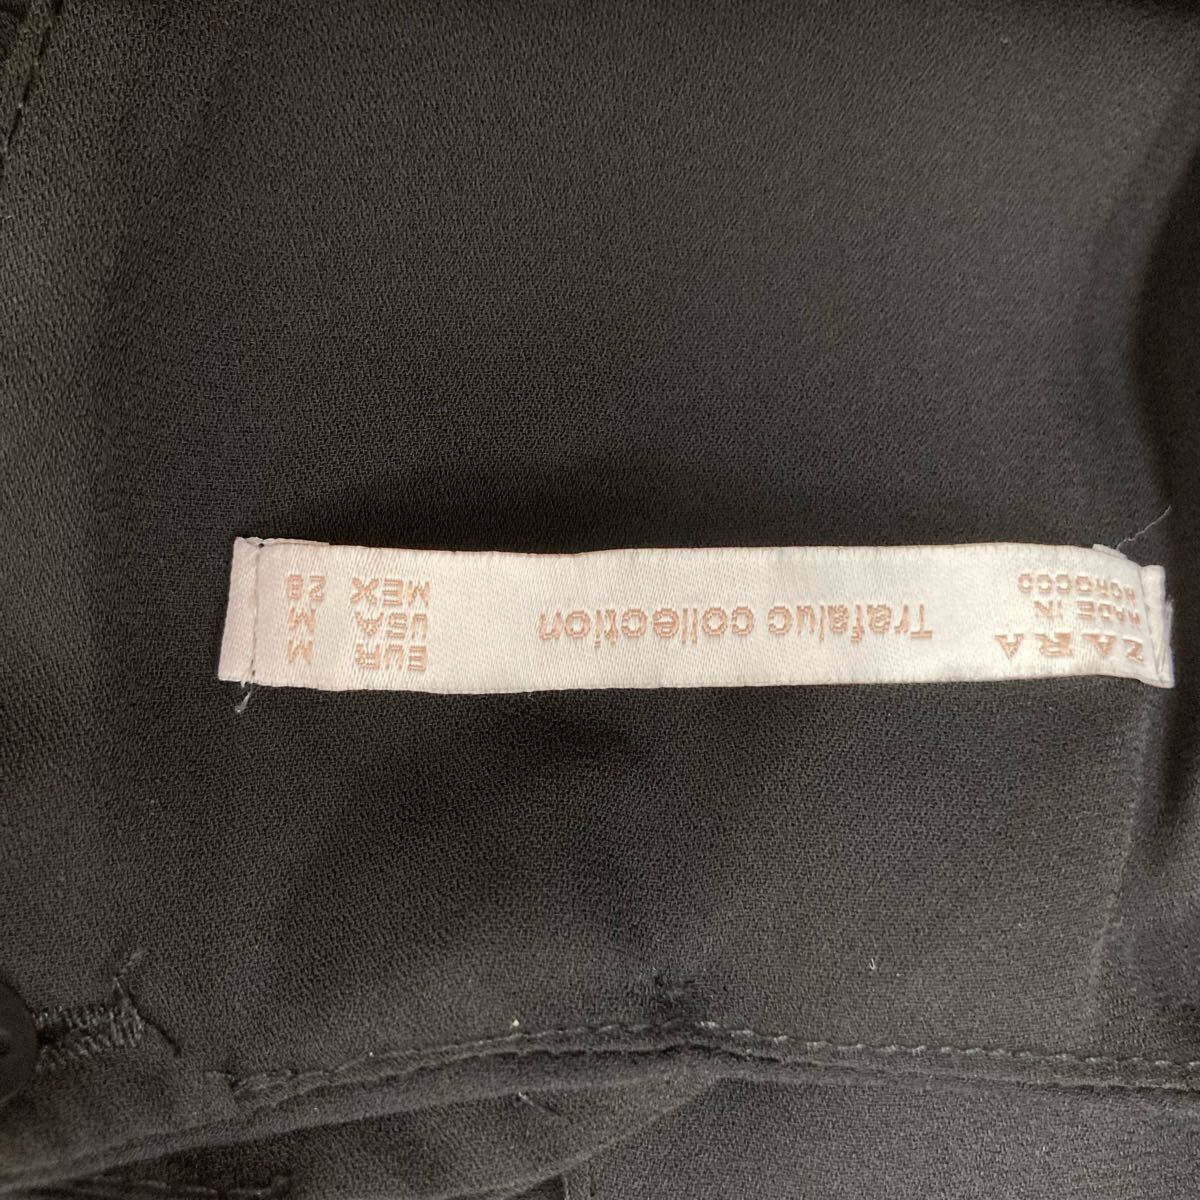 ZARA
MADE IN
MOROCCO
Trafaluc collection
EUR M
USA M
MEX 28